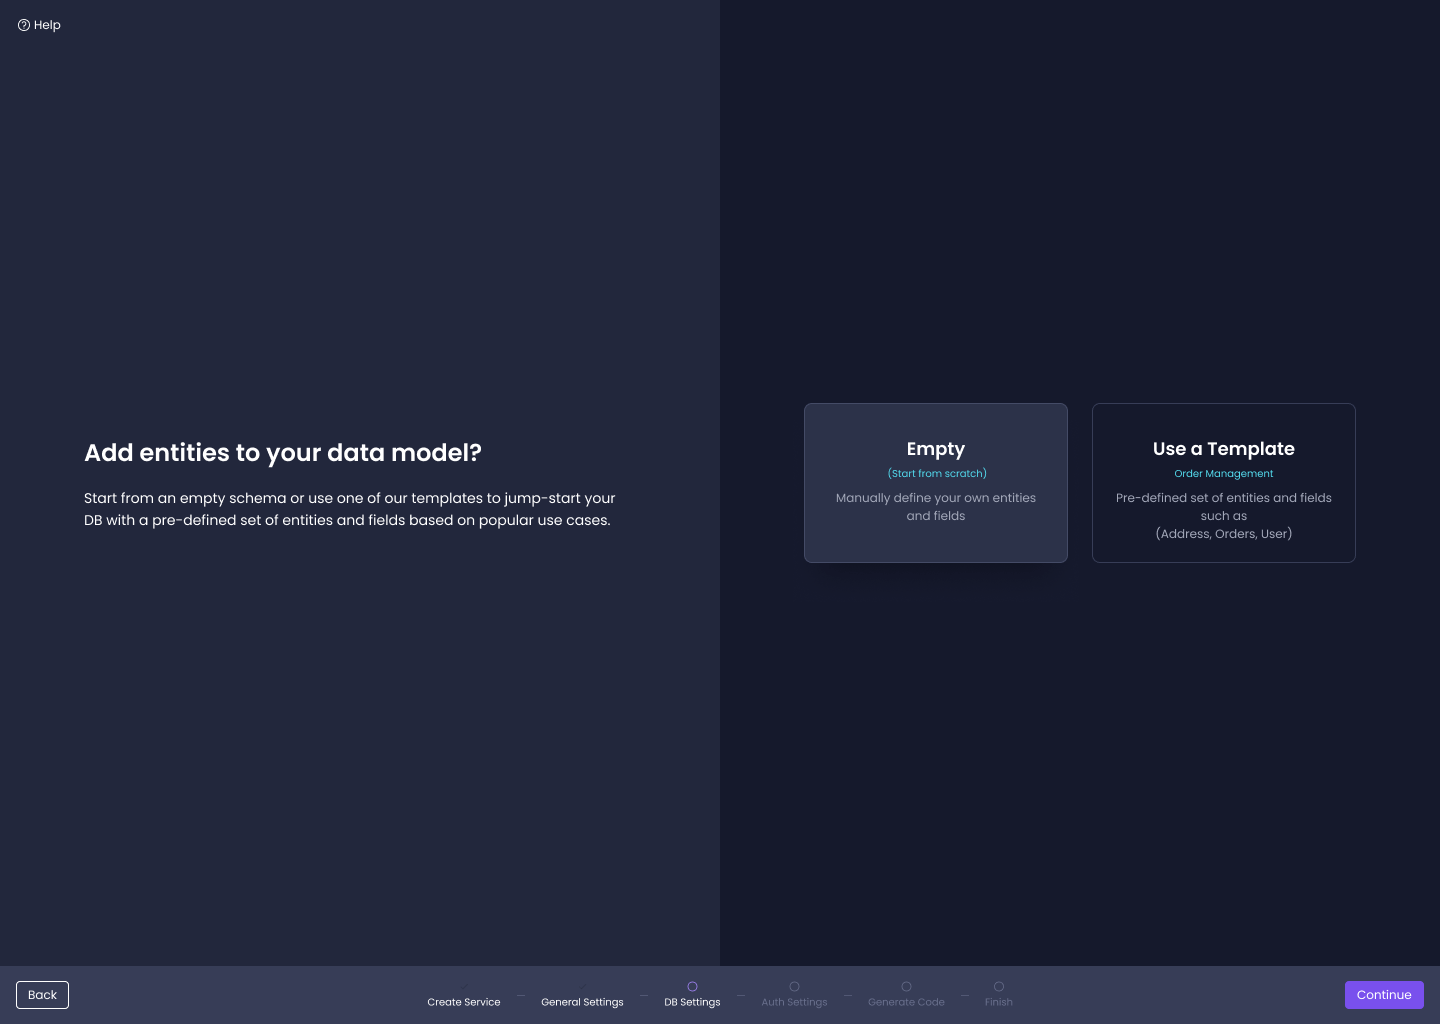 Help
Add entities to your data model?
Start from an empty schema or use one of our templates to jump-start your
DB with a pre-defined set of entities and fields based on popular use cases.
Empty
(Start from scratch)
Manually define your own entities
and fields
Use a Template
Order Management
Pre-defined set of entities and fields
such as
(Address, Orders, User)
Back
Create Service
General Settings
DB Settings
Auth Settings
Generate Code
Finish
Continue